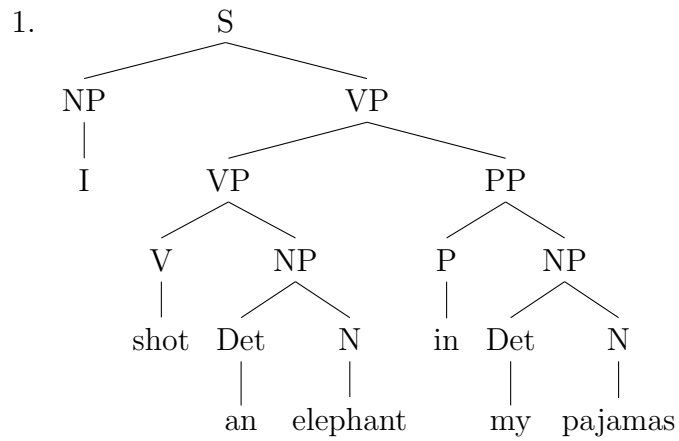 1. S
NP VP
I VP PP
V NP P NP
shot Det N in Det N
an elephant my pajamas